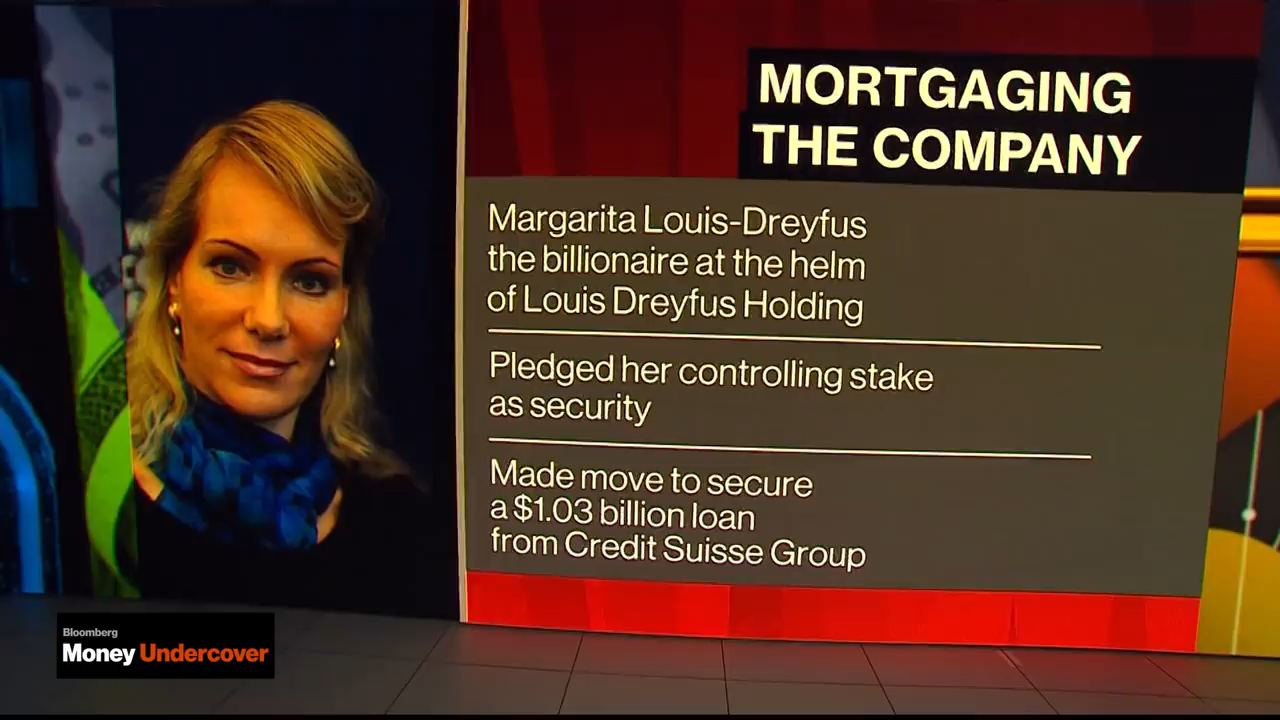 MORTGAGING
THE COMPANY
Margarita Louis-Dreyfus
the billionaire at the helm
of Louis Dreyfus Holding
Pledged her controlling stake
as security
Made move to secure
a $1.03 billion loan
from Credit Suisse Group
Bloomberg
Money Undercover